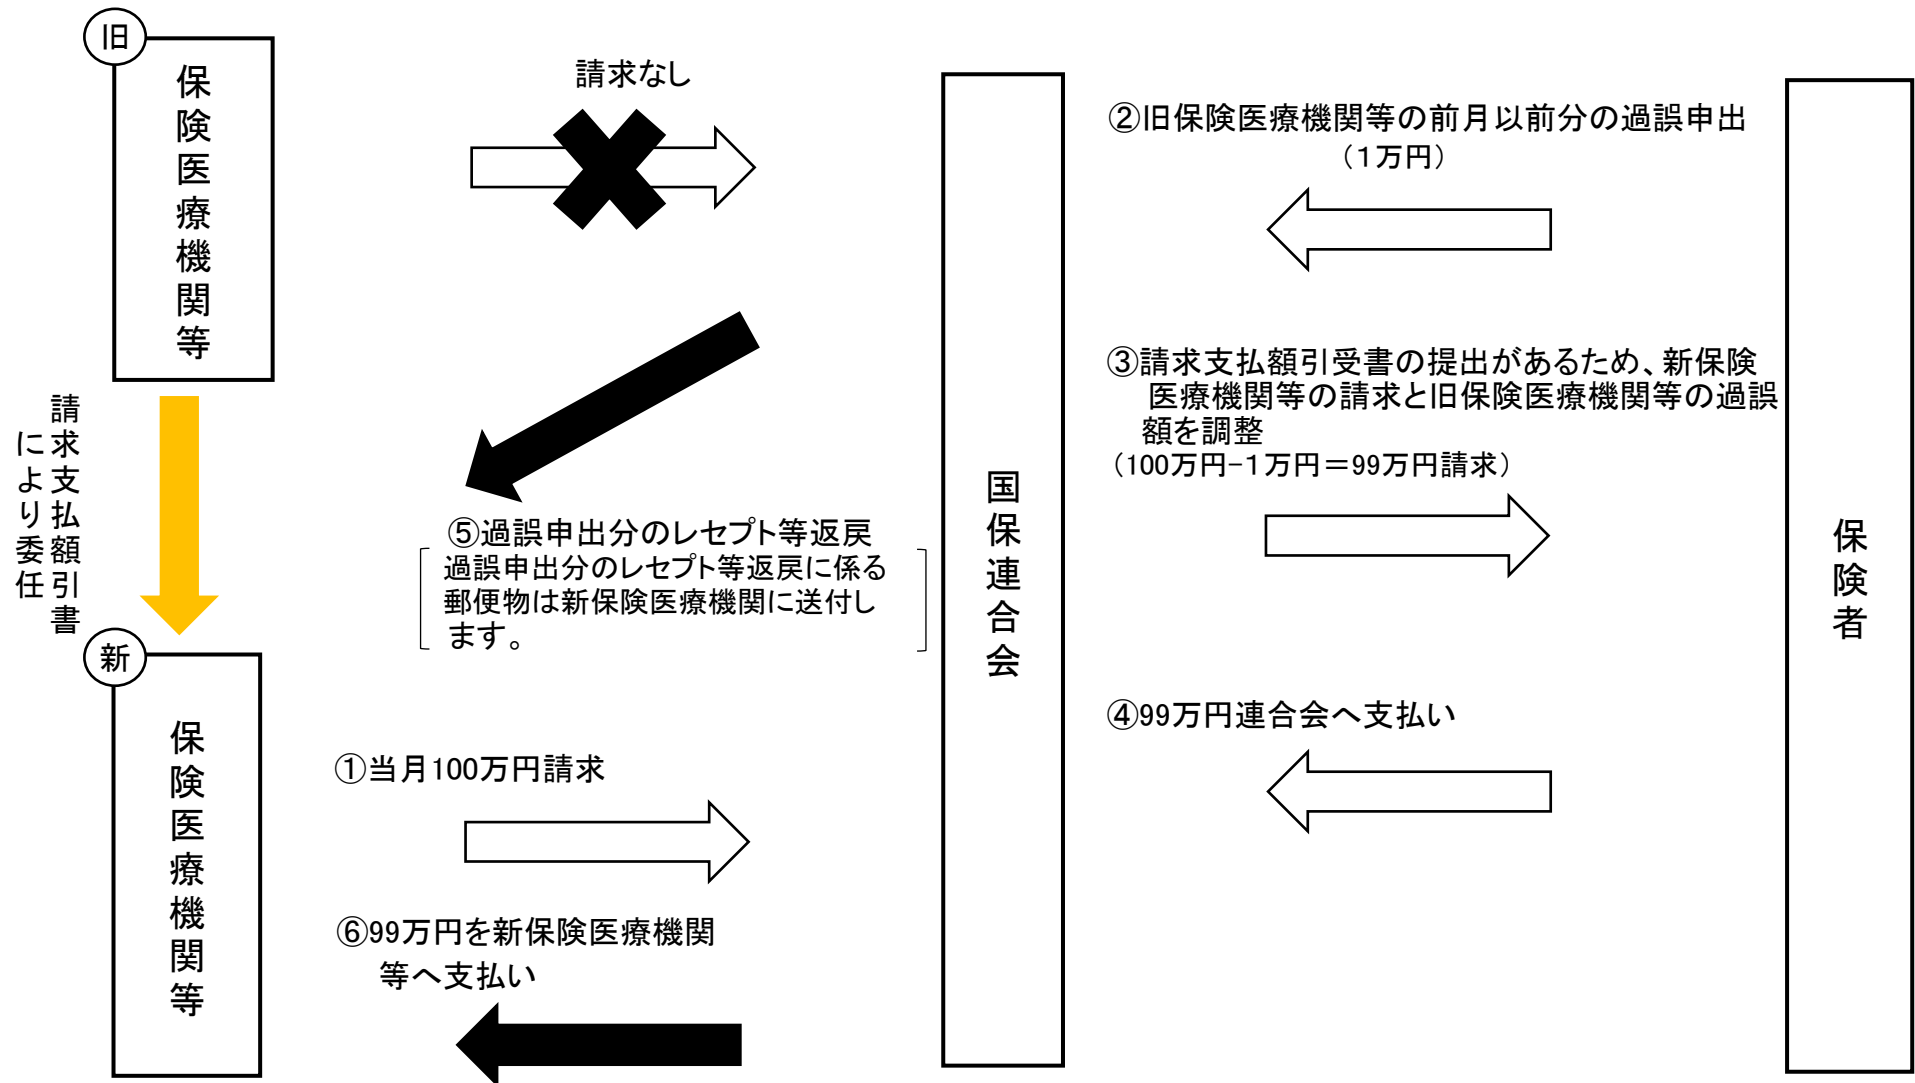 旧
保険医療機関等
請求なし
②旧保険医療機関等の前月以前分の過誤申出
（1万円）
③請求支払額引受書の提出があるため、新保険
医療機関等の請求と旧保険医療機関等の過誤
額を調整
（100万円-1万円＝99万円請求）
請求支払額引書
により委任
国保連合会
保険者
⑤過誤申出分のレセプト等返戻
過誤申出分のレセプト等返戻に係る
郵便物は新保険医療機関に送付し
ます。
新
保険医療機関等
④99万円連合会へ支払い
①当月100万円請求
⑥99万円を新保険医療機関
等へ支払い